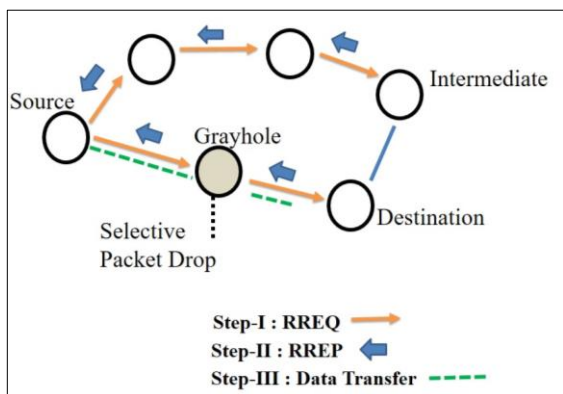 Source
Intermediate
Grayhole
Destination
Selective
Packet Drop
Step-I : RREQ
Step-II : RREP
Step-III : Data Transfer